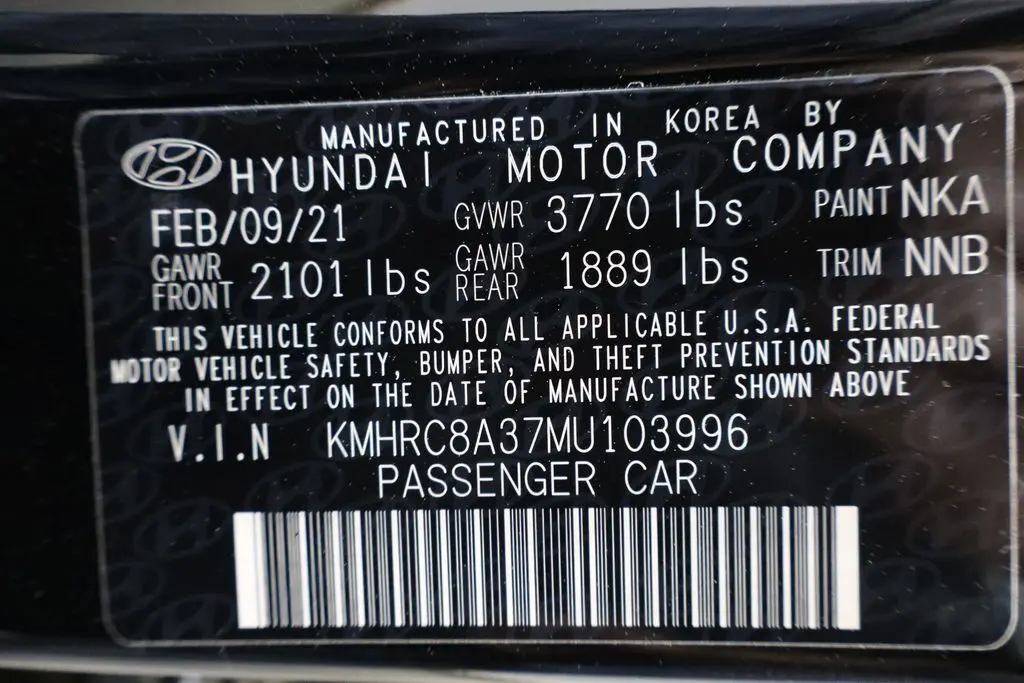 MANUFACTURED IN KOREA BY
HYUNDAI MOTOR COMPANY
FEB/09/21 GVWR 3770 lbs PAINT NKA
GAWR FRONT 2101 lbs GAWR REAR 1889 lbs TRIM NNB
THIS VEHICLE CONFORMS TO ALL APPLICABLE U.S.A. FEDERAL
MOTOR VEHICLE SAFETY, BUMPER, AND THEFT PREVENTION STANDARDS
IN EFFECT ON THE DATE OF MANUFACTURE SHOWN ABOVE
V.I.N KMHRC8A37MU103996
PASSENGER CAR